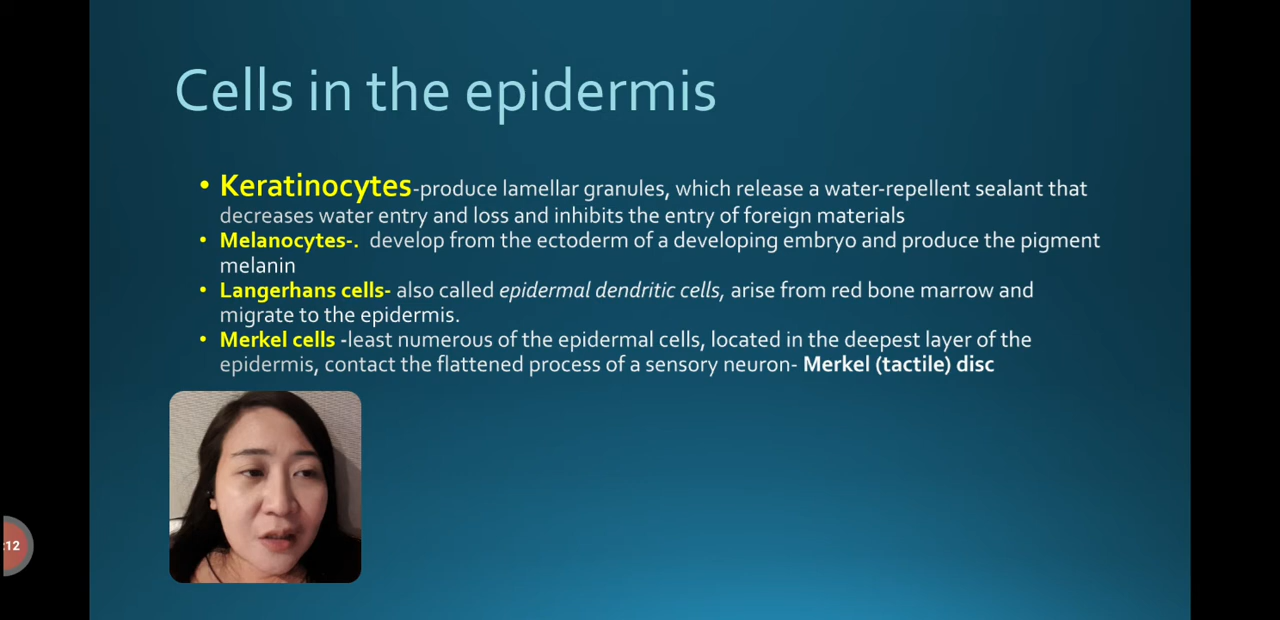 Cells in the epidermis
• Keratinocytes-produce lamellar granules, which release a water-repellent sealant that
decreases water entry and loss and inhibits the entry of foreign materials
• Melanocytes-.  develop from the ectoderm of a developing embryo and produce the pigment
melanin
• Langerhans cells- also called epidermal dendritic cells, arise from red bone marrow and
migrate to the epidermis.
• Merkel cells -least numerous of the epidermal cells, located in the deepest layer of the
epidermis, contact the flattened process of a sensory neuron- Merkel (tactile) disc
:12